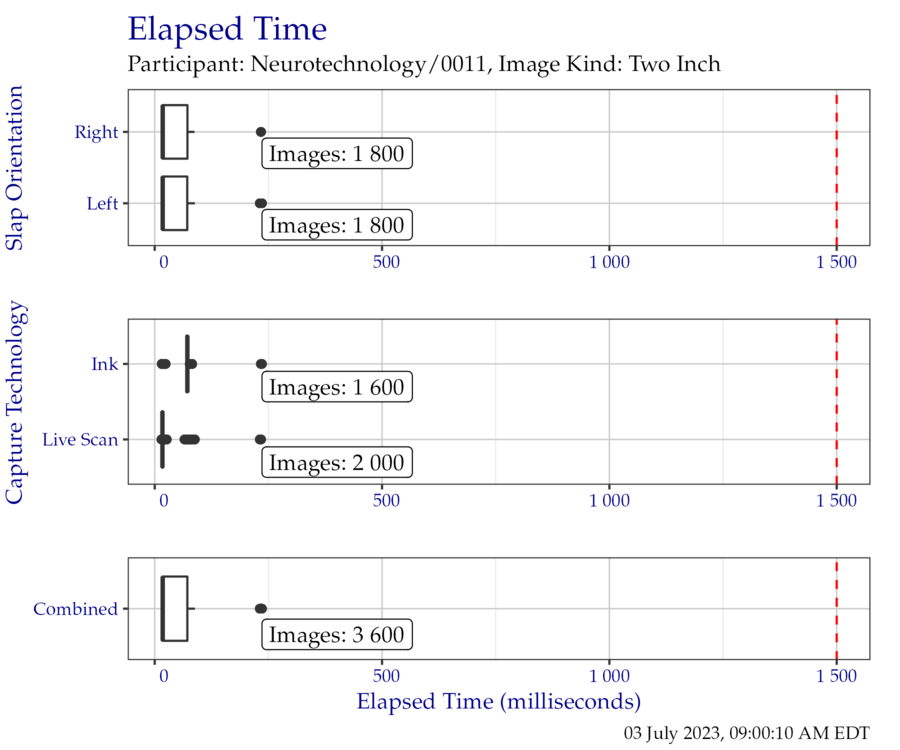 Elapsed Time
Participant: Neurotechnology/0011, Image Kind: Two Inch
Slap Orientation
Right
Images: 1 800
Left
Images: 1 800
0 500 1 000 1 500
Capture Technology
Ink
Images: 1 600
Live Scan
Images: 2 000
0 500 1 000 1 500
Combined
Images: 3 600
0 500 1 000 1 500
Elapsed Time (milliseconds)
03 July 2023, 09:00:10 AM EDT